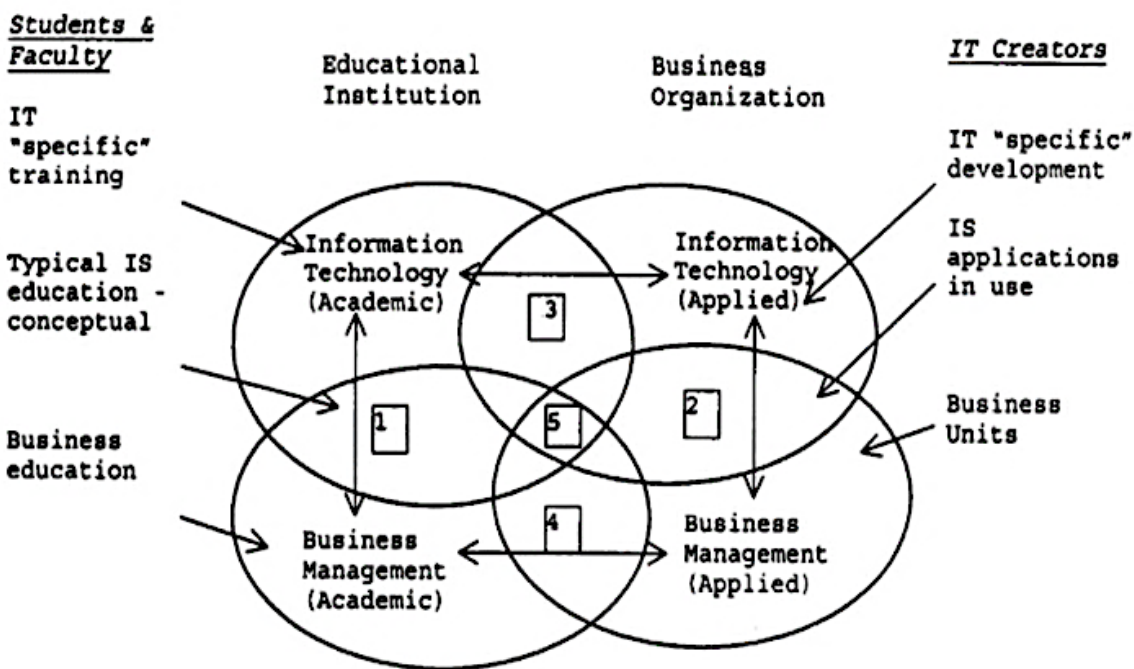 Students &
Faculty
Educational
Institution
Business
Organization
IT Creators
IT
"specific"
training
IT "specific"
development
Information
Technology
(Academic)
Information
Technology
(Applied)
IS
applications
in use
Typical IS
education -
conceptual
3
1
5
2
Business
Units
Business
education
4
Business
Management
(Academic)
Business
Management
(Applied)